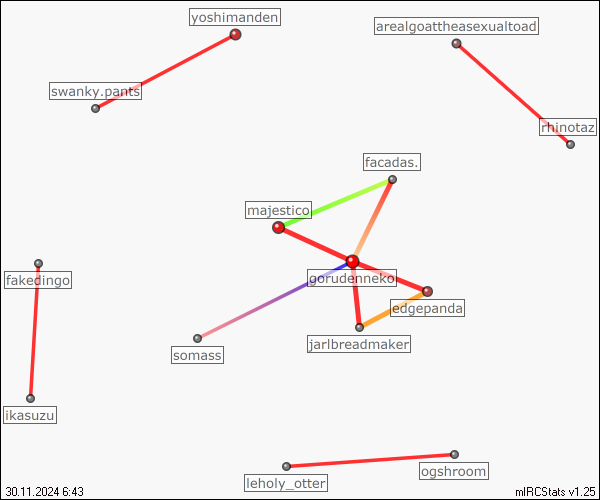 yoshimanden
arealgoattheasexualtoad
swanky.pants
rhinotaz
facadas.
majestico
gorudenneko
fakedingo
edgepanda
jarlbreadmaker
somass
ikasuzu
ogshroom
leholy_otter
30.11.2024 6:43
mIRCStats v1.25